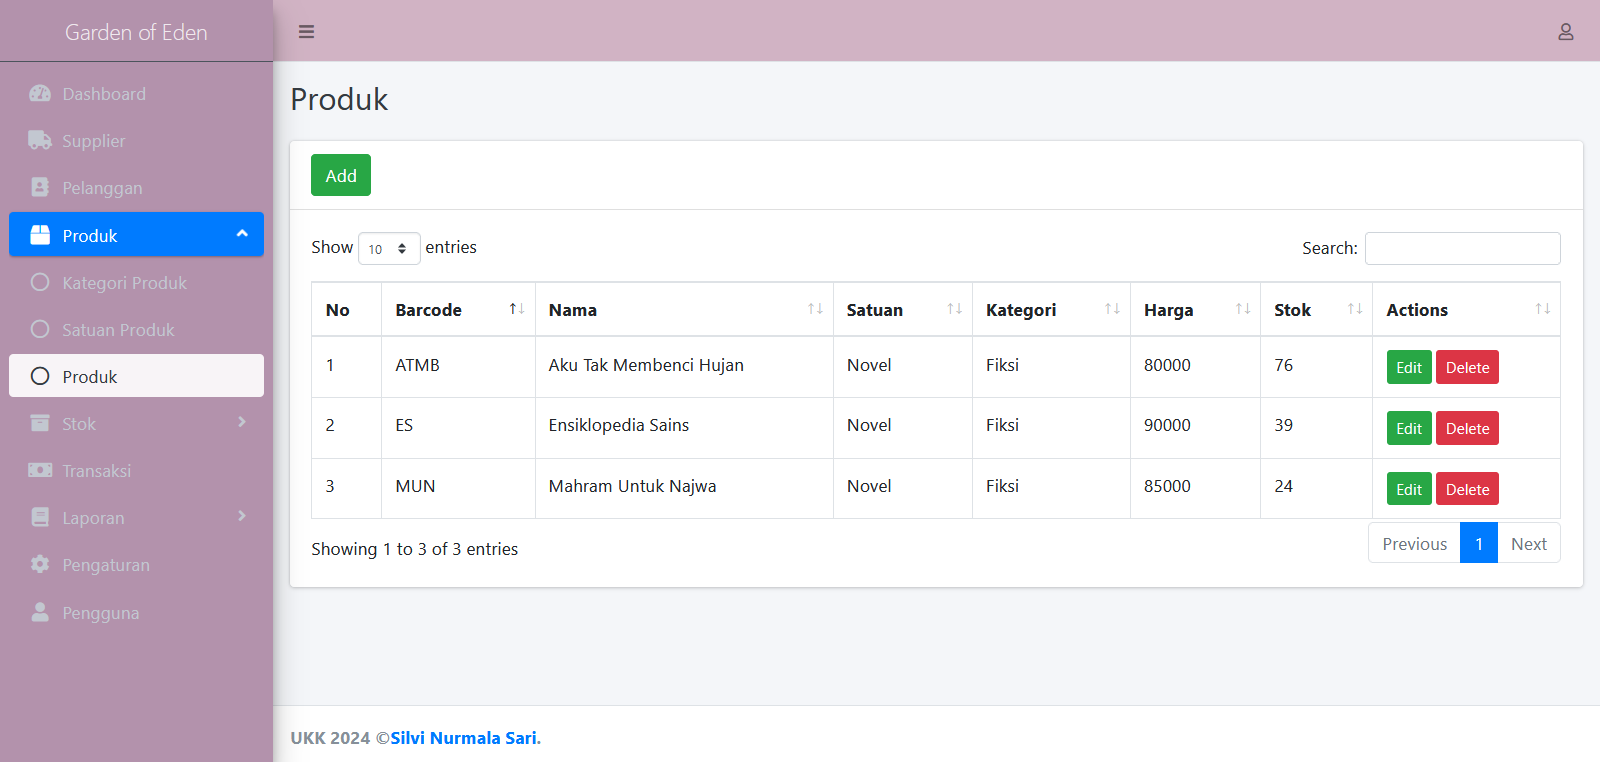 Garden of Eden
Dashboard
Supplier
Pelanggan
Produk
Kategori Produk
Satuan Produk
Produk
Stok
Transaksi
Laporan
Pengaturan
Pengguna
Produk
Add
Show 10 entries
Search:
No Barcode Nama Satuan Kategori Harga Stok Actions
1 ATMB Aku Tak Membenci Hujan Novel Fiksi 80000 76 Edit Delete
2 ES Ensiklopedia Sains Novel Fiksi 90000 39 Edit Delete
3 MUN Mahram Untuk Najwa Novel Fiksi 85000 24 Edit Delete
Showing 1 to 3 of 3 entries
Previous 1 Next
UKK 2024 ©Silvi Nurmala Sari.